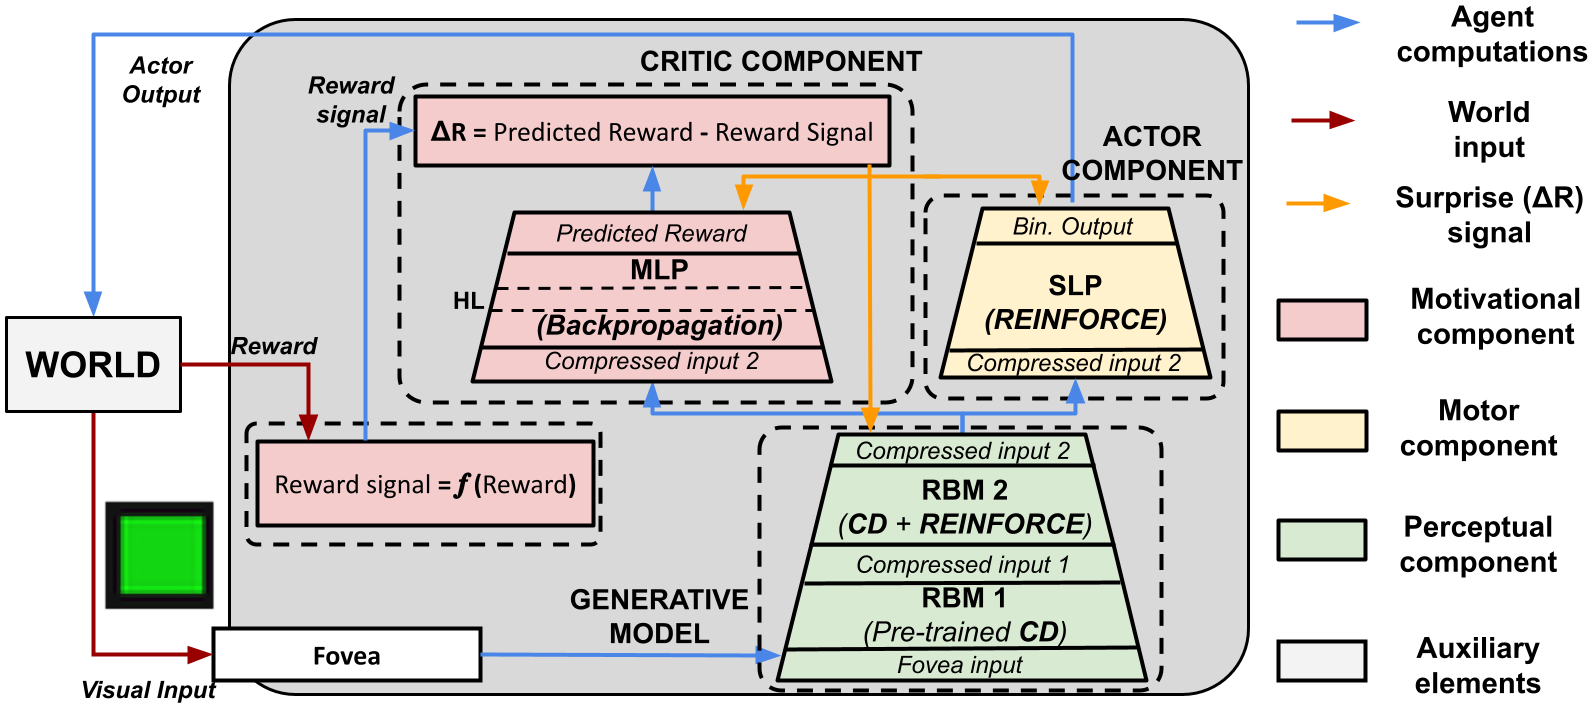 Actor
Output
CRITIC COMPONENT
Reward
signal
ΔR = Predicted Reward - Reward Signal
ACTOR
COMPONENT
Predicted Reward
MLP
HL
(Backpropagation)
Compressed input 2
Bin. Output
SLP
(REINFORCE)
Compressed input 2
WORLD
Reward
Reward signal = f (Reward)
Compressed input 2
RBM 2
(CD + REINFORCE)
Compressed input 1
RBM 1
(Pre-trained CD)
Fovea input
GENERATIVE
MODEL
Fovea
Visual Input
Agent
computations
World
input
Surprise (ΔR)
signal
Motivational
component
Motor
component
Perceptual
component
Auxiliary
elements